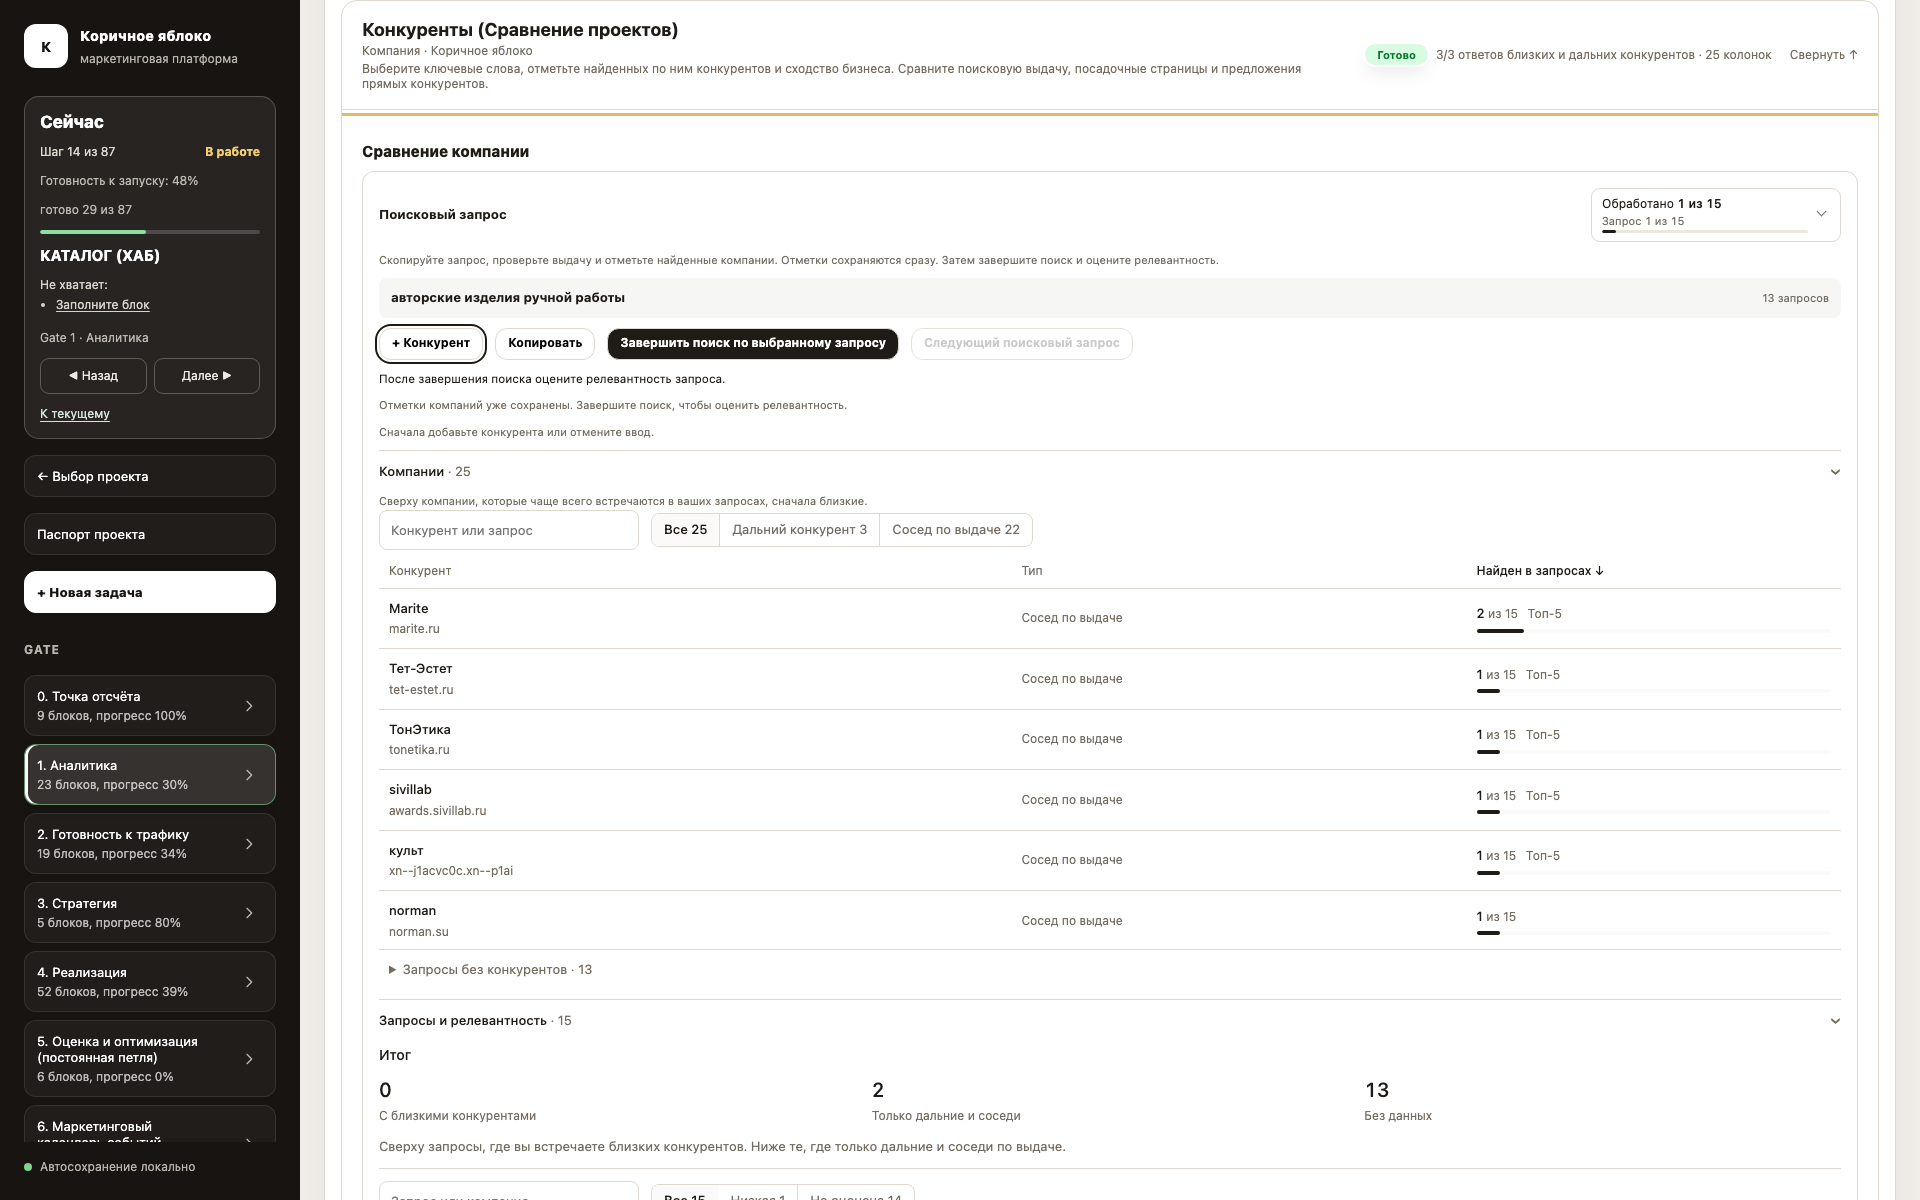 К
Коричное яблоко
маркетинговая платформа
Сейчас
Шаг 14 из 87
В работе
Готовность к запуску: 48%
готово 29 из 87
КАТАЛОГ (ХАБ)
Не хватает:
• Заполните блок
Gate 1 · Аналитика
◀ Назад
Далее ▶
К текущему
← Выбор проекта
Паспорт проекта
+ Новая задача
GATE
0. Точка отсчёта
9 блоков, прогресс 100%
1. Аналитика
23 блоков, прогресс 30%
2. Готовность к трафику
19 блоков, прогресс 34%
3. Стратегия
5 блоков, прогресс 80%
4. Реализация
52 блоков, прогресс 39%
5. Оценка и оптимизация
(постоянная петля)
6 блоков, прогресс 0%
6. Маркетинговый
календарь событий
Автосохранение локально
Конкуренты (Сравнение проектов)
Компания · Коричное яблоко
Выберите ключевые слова, отметьте найденных по ним конкурентов и сходство бизнеса. Сравните поисковую выдачу, посадочные страницы и предложения
прямых конкурентов.
Готово
3/3 ответов близких и дальних конкурентов · 25 колонок
Свернуть ↑
Сравнение компании
Поисковый запрос
Обработано 1 из 15
Запрос 1 из 15
Скопируйте запрос, проверьте выдачу и отметьте найденные компании. Отметки сохраняются сразу. Затем завершите поиск и оцените релевантность.
авторские изделия ручной работы
13 запросов
+ Конкурент
Копировать
Завершить поиск по выбранному запросу
Следующий поисковый запрос
После завершения поиска оцените релевантность запроса.
Отметки компаний уже сохранены. Завершите поиск, чтобы оценить релевантность.
Сначала добавьте конкурента или отмените ввод.
Компании · 25
Сверху компании, которые чаще всего встречаются в ваших запросах, сначала близкие.
Конкурент или запрос
Все 25
Дальний конкурент 3
Сосед по выдаче 22
Конкурент
Тип
Найден в запросах ↓
Marite
marite.ru
Сосед по выдаче
2 из 15 Топ-5
Тет-Эстет
tet-estet.ru
Сосед по выдаче
1 из 15 Топ-5
ТонЭтика
tonetika.ru
Сосед по выдаче
1 из 15 Топ-5
sivillab
awards.sivillab.ru
Сосед по выдаче
1 из 15 Топ-5
культ
xn--j1acvc0c.xn--p1ai
Сосед по выдаче
1 из 15 Топ-5
norman
norman.su
Сосед по выдаче
1 из 15
▶ Запросы без конкурентов · 13
Запросы и релевантность · 15
Итог
0
С близкими конкурентами
2
Только дальние и соседи
13
Без данных
Сверху запросы, где вы встречаете близких конкурентов. Ниже те, где только дальние и соседи по выдаче.
Запрос или компания
Все 15
Низкая 1
Не оценена 14